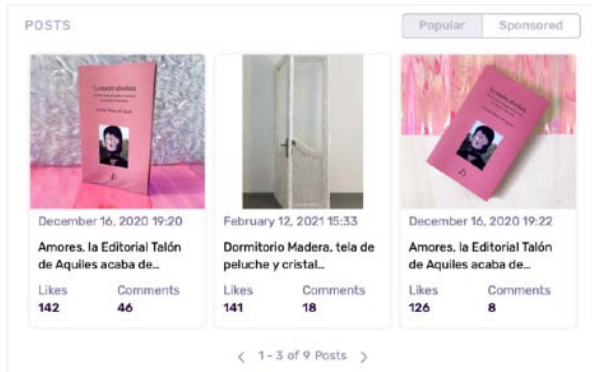 POSTS
Popular
Sponsored
La madre absoluta
December 16, 2020 19:20
Amores, la Editorial Talón
de Aquiles acaba de…
Likes
Comments
142
46
February 12, 2021 15:33
Dormitorio Madera, tela de
peluche y cristal…
Likes
Comments
141
18
December 16, 2020 19:22
Amores, la Editorial Talón
de Aquiles acaba de…
Likes
Comments
126
8
1 - 3 of 9 Posts